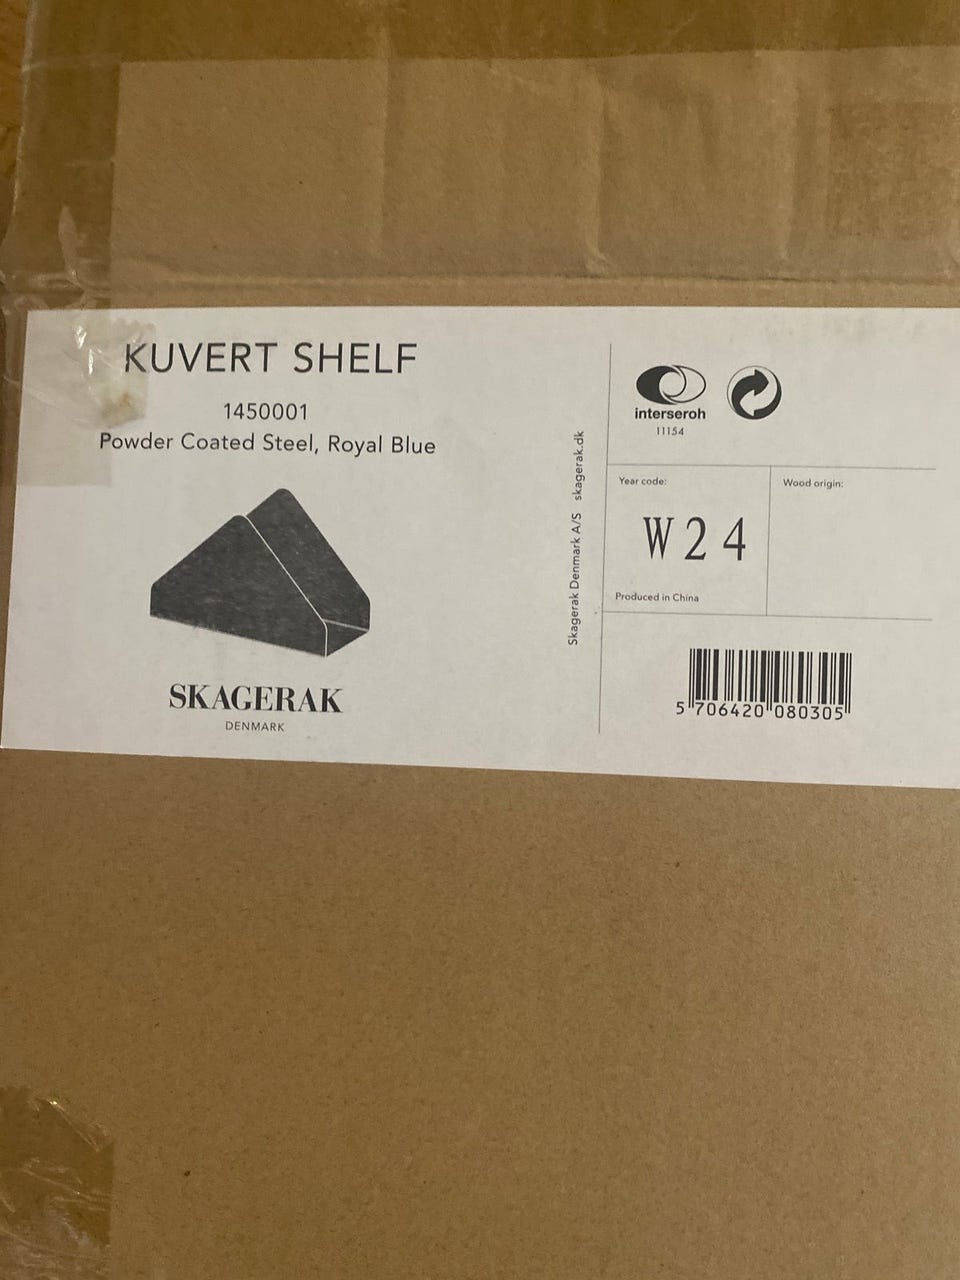 KUVERT SHELF
1450001
Powder Coated Steel, Royal Blue
SKAGERAK
DENMARK
Skagerak Denmark A/S skagerak.dk
interseroh
11154
Year code:
W24
Produced in China
Wood origin:
5 706420 080305